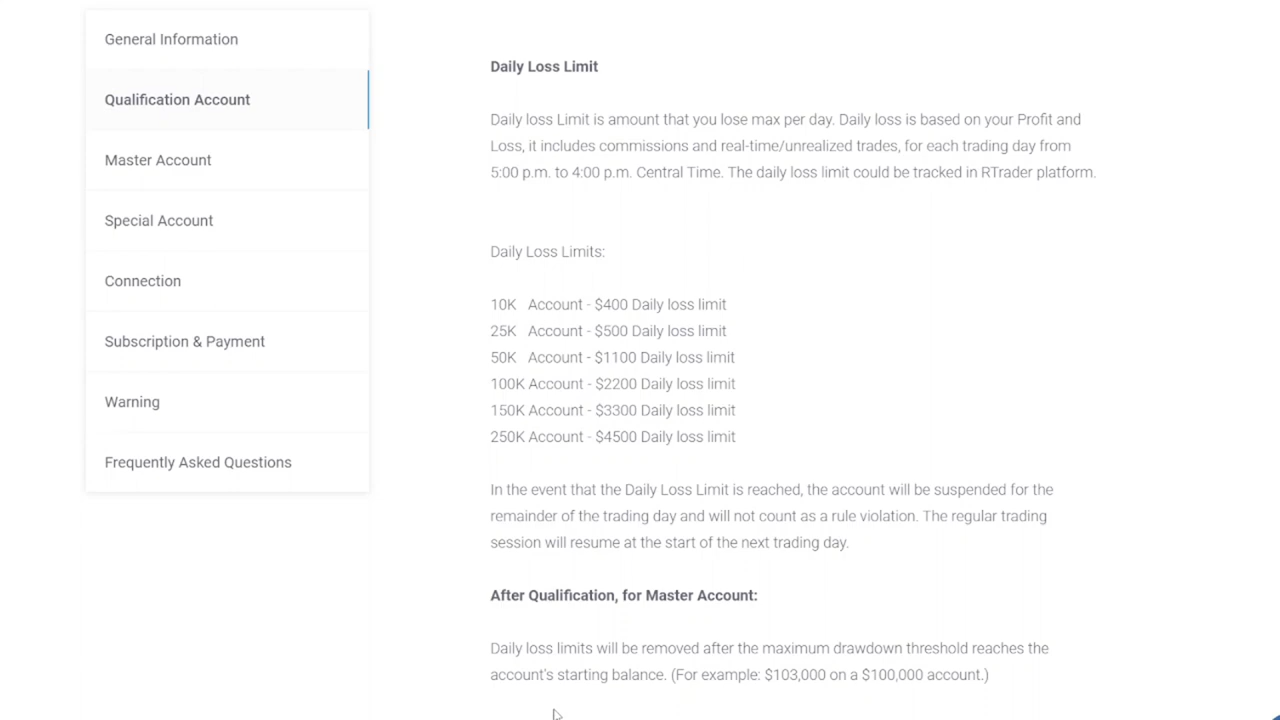 General Information
Qualification Account
Master Account
Special Account
Connection
Subscription & Payment
Warning
Frequently Asked Questions
Daily Loss Limit
Daily loss Limit is amount that you lose max per day. Daily loss is based on your Profit and
Loss, it includes commissions and real-time/unrealized trades, for each trading day from
5:00 p.m. to 4:00 p.m. Central Time. The daily loss limit could be tracked in RTrader platform.
Daily Loss Limits:
10K Account - $400 Daily loss limit
25K Account - $500 Daily loss limit
50K Account - $1100 Daily loss limit
100K Account - $2200 Daily loss limit
150K Account - $3300 Daily loss limit
250K Account - $4500 Daily loss limit
In the event that the Daily Loss Limit is reached, the account will be suspended for the
remainder of the trading day and will not count as a rule violation. The regular trading
session will resume at the start of the next trading day.
After Qualification, for Master Account:
Daily loss limits will be removed after the maximum drawdown threshold reaches the
account's starting balance. (For example: $103,000 on a $100,000 account.)